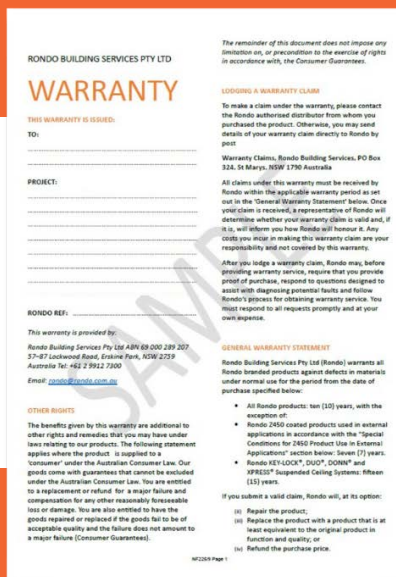 RONDO BUILDING SERVICES PTY LTD
WARRANTY
THIS WARRANTY IS ISSUED:
TO:
PROJECT:
RONDO REF:
This warranty is provided by:
Rondo Building Services Pty Ltd ABN 69 000 289 207
57–87 Lockwood Road, Erskine Park, NSW 2759
Australia Tel: +61 2 9912 7300
Email: rondo@rondo.com.au
OTHER RIGHTS
The benefits given by this warranty are additional to
other rights and remedies that you may have under
laws relating to our products. The following statement
applies where the product is supplied to a
'consumer' under the Australian Consumer Law. Our
goods come with guarantees that cannot be excluded
under the Australian Consumer Law. You are entitled
to a replacement or refund for a major failure and
compensation for any other reasonably foreseeable
loss or damage. You are also entitled to have the
goods repaired or replaced if the goods fail to be of
acceptable quality and the failure does not amount to
a major failure (Consumer Guarantees).
The remainder of this document does not impose any
limitation on, or precondition to the exercise of rights
in accordance with, the Consumer Guarantees.
LODGING A WARRANTY CLAIM
To make a claim under the warranty, please contact
the Rondo authorised distributor from whom you
purchased the product. Otherwise, you may send
details of your warranty claim directly to Rondo by
post
Warranty Claims, Rondo Building Services, PO Box
324, St Marys, NSW 1790 Australia
All claims under this warranty must be received by
Rondo within the applicable warranty period as set
out in the 'General Warranty Statement' below. Once
your claim is received, a representative of Rondo will
determine whether your warranty claim is valid and, if
it is, will inform you how Rondo will honour it. Any
costs you incur in making this warranty claim are your
responsibility and not covered by this warranty.
After you lodge a warranty claim, Rondo may, before
providing warranty service, require that you provide
proof of purchase, respond to questions designed to
assist with diagnosing potential faults and follow
Rondo's process for obtaining warranty service. You
must respond to all requests promptly and at your
own expense.
GENERAL WARRANTY STATEMENT
Rondo Building Services Pty Ltd (Rondo) warrants all
Rondo branded products against defects in materials
under normal use for the period from the date of
purchase specified below:
• All Rondo products: ten (10) years, with the
exception of:
• Rondo Z450 coated products used in external
applications in accordance with the "Special
Conditions for Z450 Product Use in External
Applications" section below: Seven (7) years.
• Rondo KEY-LOCK®, DUO®, DONN® and
XPRESS® Suspended Ceiling Systems: fifteen
(15) years.
If you submit a valid claim, Rondo will, at its option:
(i) Repair the product;
(ii) Replace the product with a product that is at
least equivalent to the original product in
function and quality; or
(iv) Refund the purchase price.
Page 1
SAMPLE